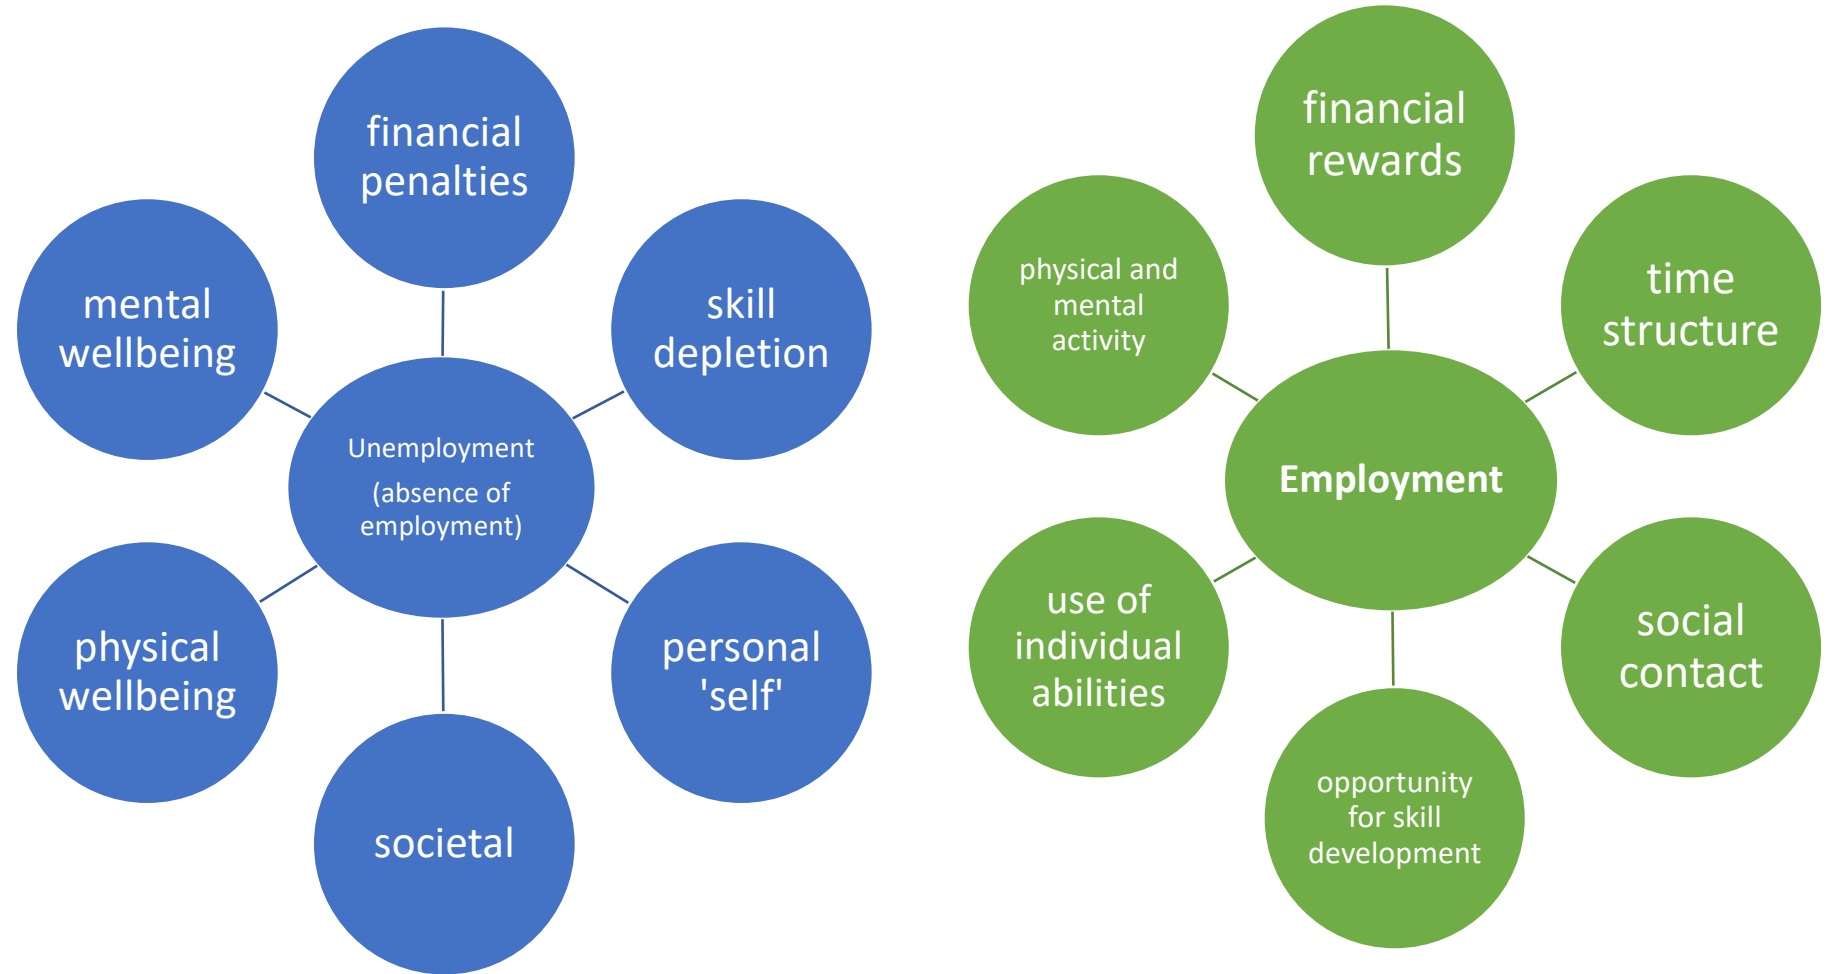 financial
penalties
mental
wellbeing
skill
depletion
Unemployment
(absence of
employment)
physical
wellbeing
personal
'self'
societal
financial
rewards
physical and
mental
activity
time
structure
Employment
use of
individual
abilities
social
contact
opportunity
for skill
development